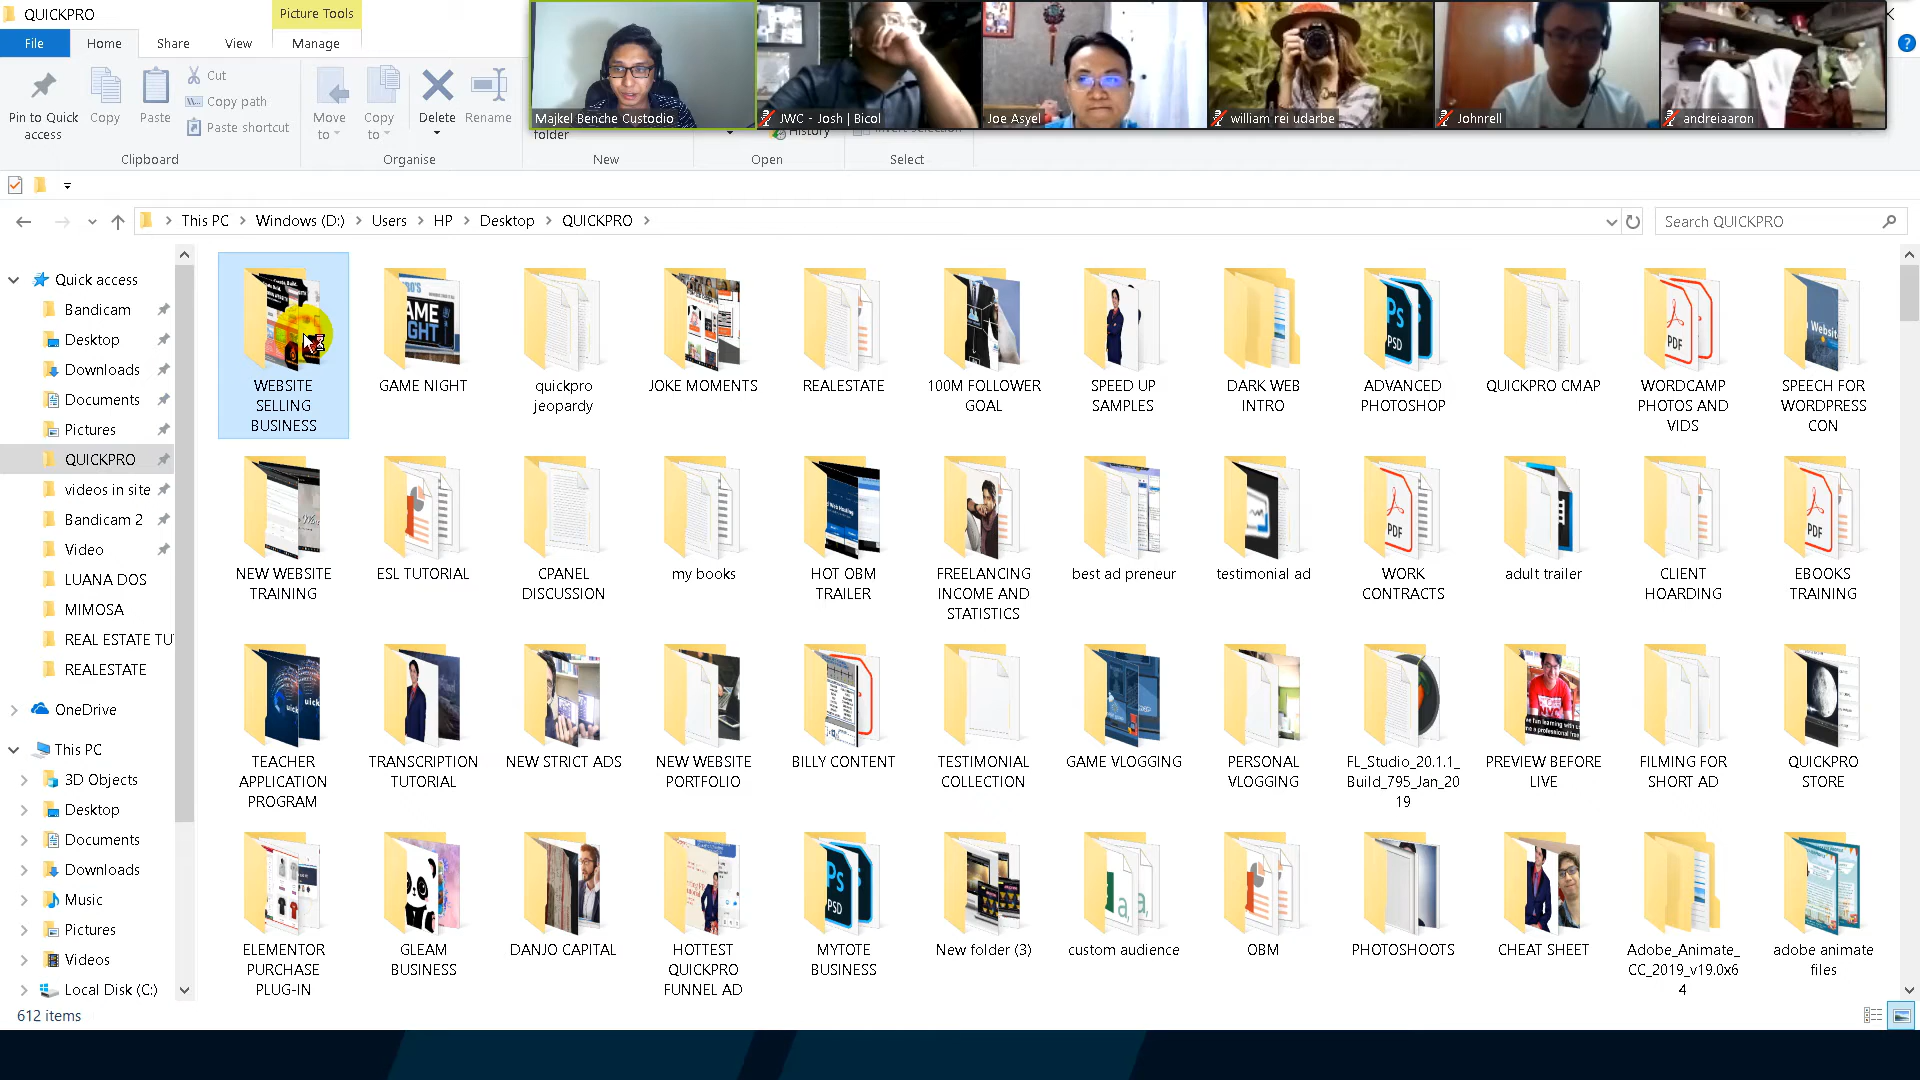 QUICKPRO
Picture Tools
File
Home
Share
View
Manage
Pin to Quick
access
Copy
Paste
Cut
Copy path
Paste shortcut
Move
to
Copy
to
Delete
Rename
folder
History
Clipboard
Organise
New
Open
Select
Majkel Benche Custodio
JWC - Josh | Bicol
Joe Asyel
william rei udarbe
Johnrell
andreiaaron
This PC
Windows (D:)
Users
HP
Desktop
QUICKPRO
Search QUICKPRO
Quick access
Bandicam
Desktop
Downloads
Documents
Pictures
QUICKPRO
videos in site
Bandicam 2
Video
LUANA DOS
MIMOSA
REAL ESTATE TU
REALESTATE
OneDrive
This PC
3D Objects
Desktop
Documents
Downloads
Music
Pictures
Videos
Local Disk (C:)
WEBSITE
SELLING
BUSINESS
GAME NIGHT
quickpro
jeopardy
JOKE MOMENTS
REALESTATE
100M FOLLOWER
GOAL
SPEED UP
SAMPLES
DARK WEB
INTRO
ADVANCED
PHOTOSHOP
QUICKPRO CMAP
WORDCAMP
PHOTOS AND
VIDS
SPEECH FOR
WORDPRESS
CON
NEW WEBSITE
TRAINING
ESL TUTORIAL
CPANEL
DISCUSSION
my books
HOT OBM
TRAILER
FREELANCING
INCOME AND
STATISTICS
best ad preneur
testimonial ad
WORK
CONTRACTS
adult trailer
CLIENT
HOARDING
EBOOKS
TRAINING
TEACHER
APPLICATION
PROGRAM
TRANSCRIPTION
TUTORIAL
NEW STRICT ADS
NEW WEBSITE
PORTFOLIO
BILLY CONTENT
TESTIMONIAL
COLLECTION
GAME VLOGGING
PERSONAL
VLOGGING
FL_Studio_20.1.1_
Build_795_Jan_20
19
PREVIEW BEFORE
LIVE
FILMING FOR
SHORT AD
QUICKPRO
STORE
ELEMENTOR
PURCHASE
PLUG-IN
GLEAM
BUSINESS
DANJO CAPITAL
HOTTEST
QUICKPRO
FUNNEL AD
MYTOTE
BUSINESS
New folder (3)
custom audience
OBM
PHOTOSHOOTS
CHEAT SHEET
Adobe_Animate_
CC_2019_v19.0x6
4
adobe animate
files
612 items